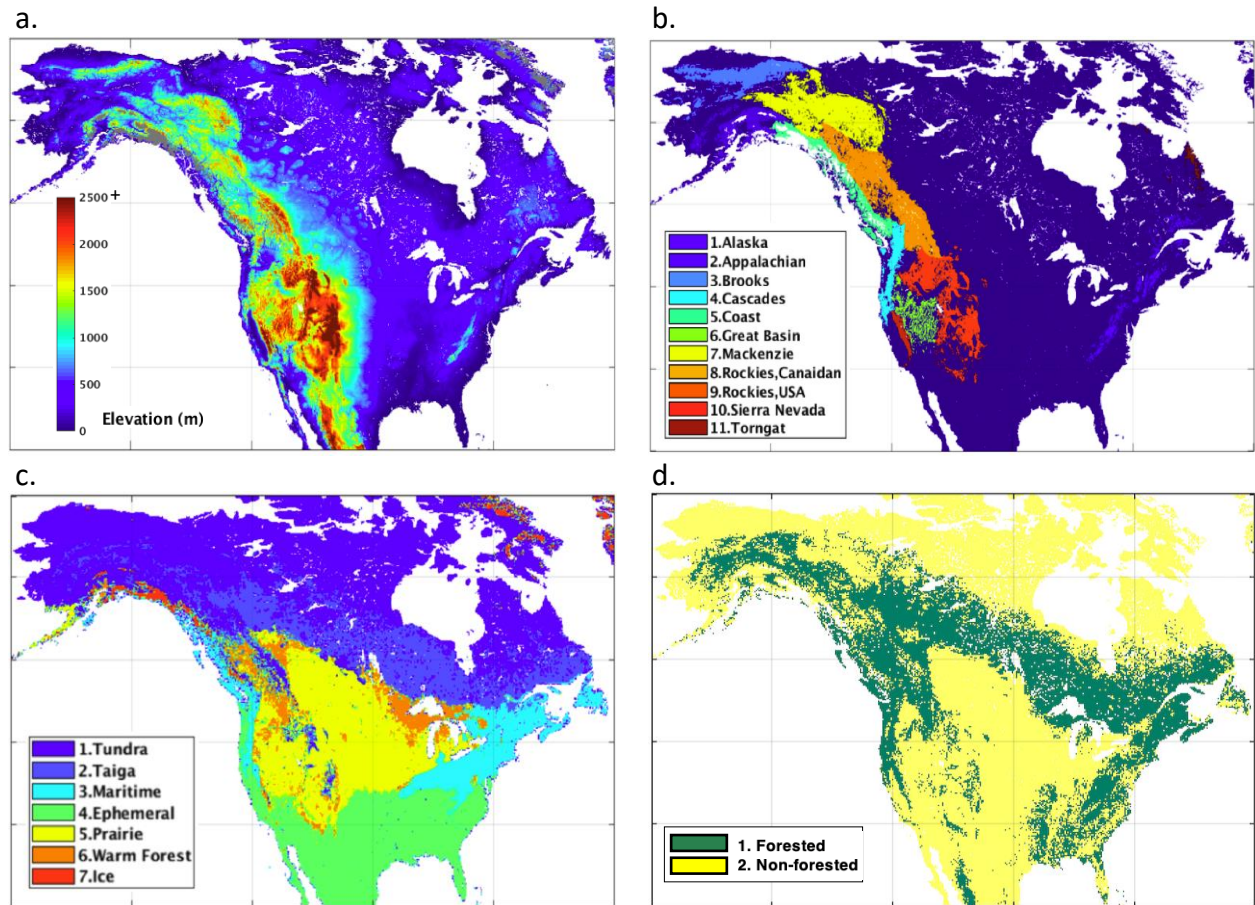 a.
2500+
2000
1500
1000
500
0
Elevation (m)
b.
1.Alaska
2.Appalachian
3.Brooks
4.Cascades
5.Coast
6.Great Basin
7.Mackenzie
8.Rockies,Canaidan
9.Rockies,USA
10.Sierra Nevada
11.Torngat
c.
1.Tundra
2.Taiga
3.Maritime
4.Ephemeral
5.Prairie
6.Warm Forest
7.Ice
d.
1. Forested
2. Non-forested